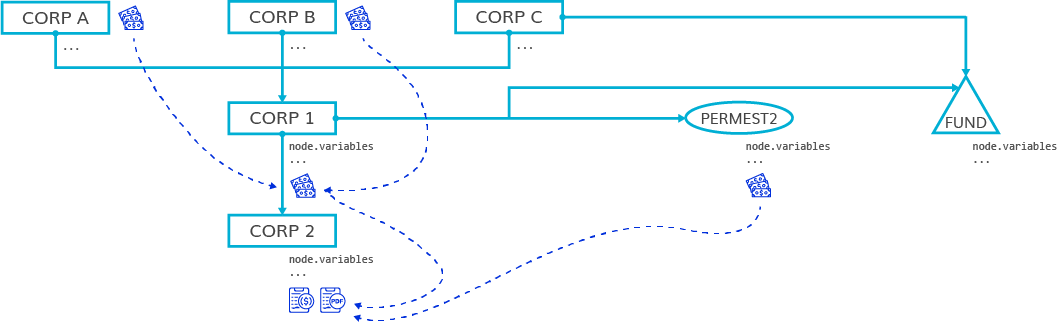 CORP A
CORP B
CORP C
...
...
...
CORP 1
PERMEST2
FUND
node.variables
...
node.variables
...
node.variables
...
CORP 2
node.variables
...
($)
PDF